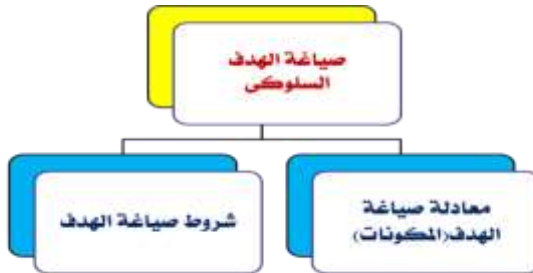 صياغة الهدف
السلوكى
معادلة صياغة
الهدف(المكونات)
شروط صياغة الهدف